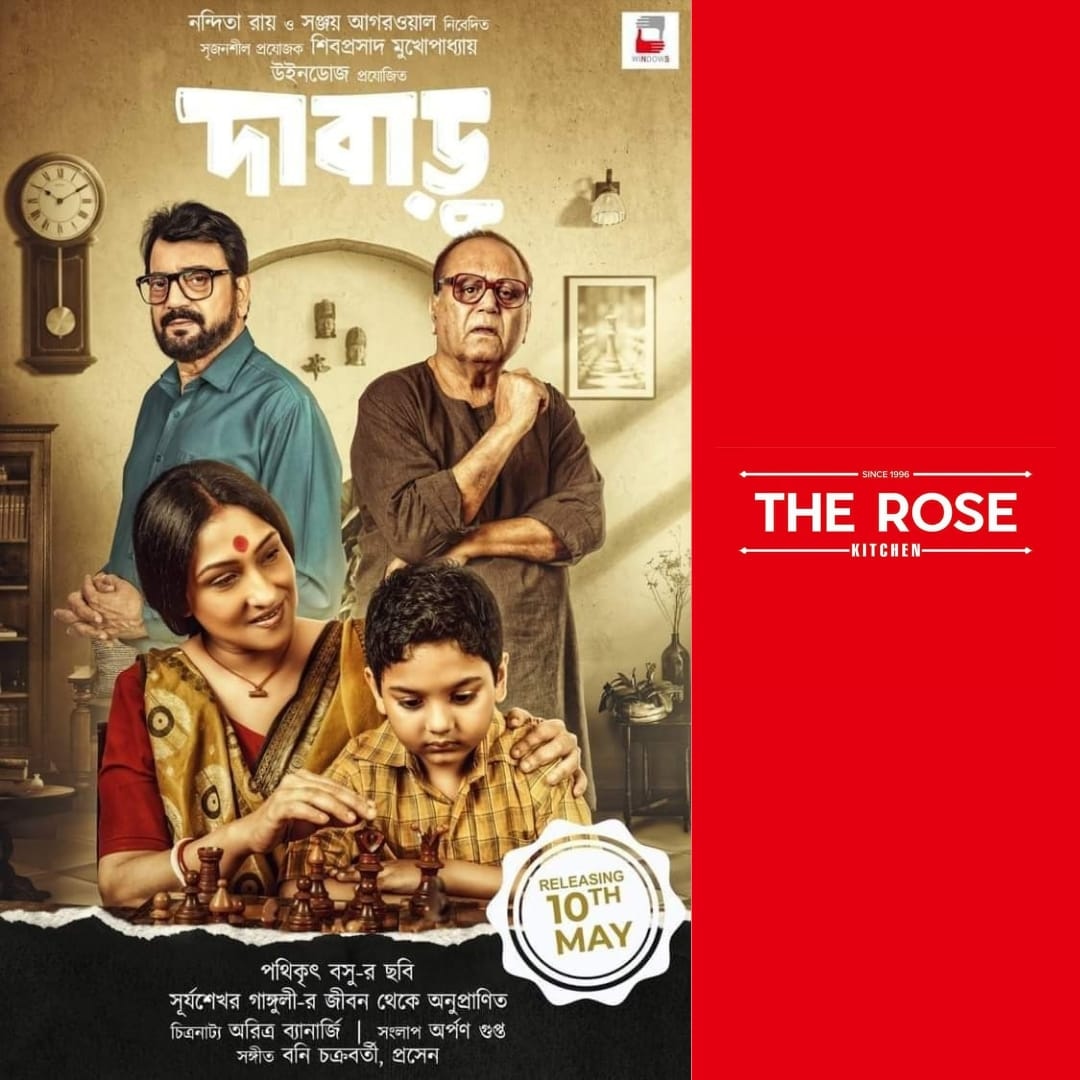 নন্দিতা রায় ও সঞ্জয় আগরওয়াল নিবেদিত
সৃজনশীল প্রযোজক শিবপ্রসাদ মুখোপাধ্যায়
উইনডোজ প্রযোজিত
WINDOWS
দাবাড়ু
RELEASING
10TH
MAY
পথিকৃৎ বসু-র ছবি
সূর্যশেখর গাঙ্গুলী-র জীবন থেকে অনুপ্রাণিত
চিত্রনাট্য অরিত্র ব্যানার্জি | সংলাপ অর্পণ গুপ্ত
সঙ্গীত বনি চক্রবর্তী, প্রসেন
SINCE 1996
THE ROSE
KITCHEN